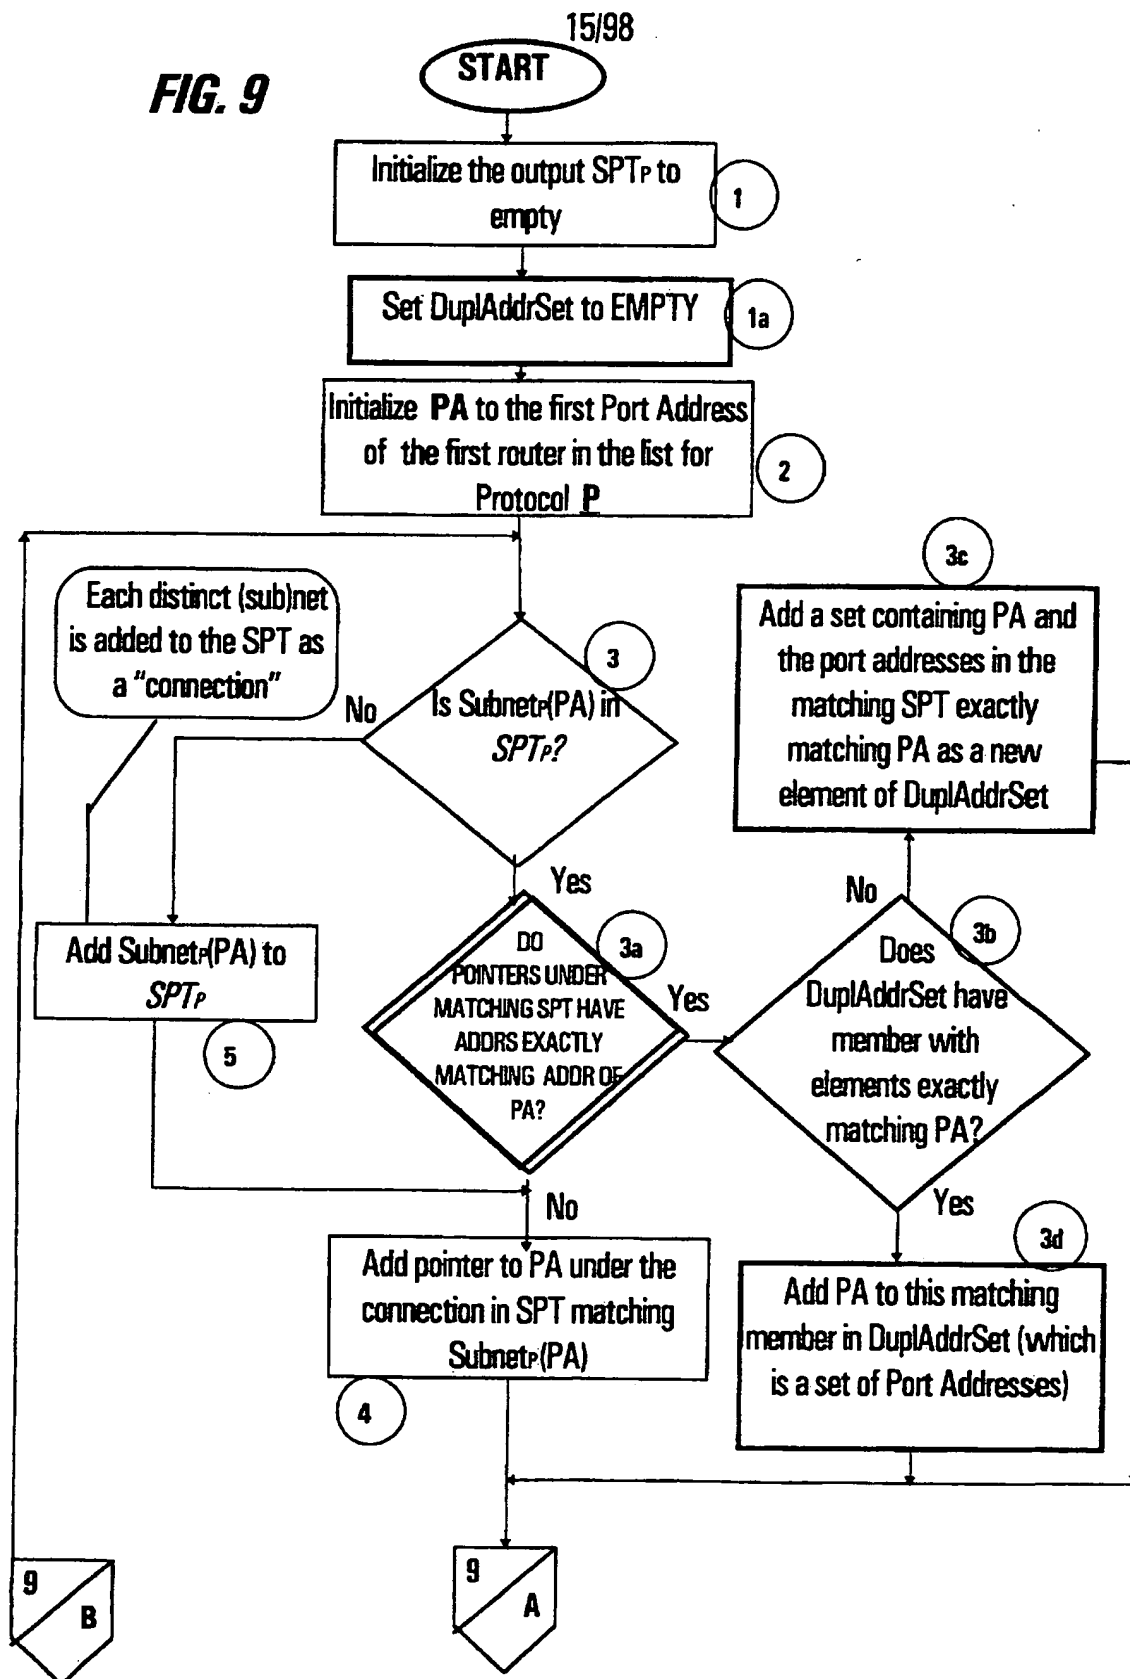 15/98
FIG. 9
START
Initialize the output SPTP to
empty
1
Set DuplAddrSet to EMPTY
1a
Initialize PA to the first Port Address
of the first router in the list for
Protocol P
2
3c
Each distinct (sub)net
is added to the SPT as
a "connection"
Add a set containing PA and
the port addresses in the
matching SPT exactly
matching PA as a new
element of DuplAddrSet
3
No
Is SubnetP(PA) in
SPTP?
Yes
No
3b
3a
DO
POINTERS UNDER
MATCHING SPT HAVE
ADDRS EXACTLY
MATCHING ADDR OF
PA?
Yes
Does
DuplAddrSet have
member with
elements exactly
matching PA?
Add SubnetP(PA) to
SPTP
5
No
Yes
3d
Add pointer to PA under the
connection in SPT matching
SubnetP(PA)
4
Add PA to this matching
member in DuplAddrSet (which
is a set of Port Addresses)
9
B
9
A